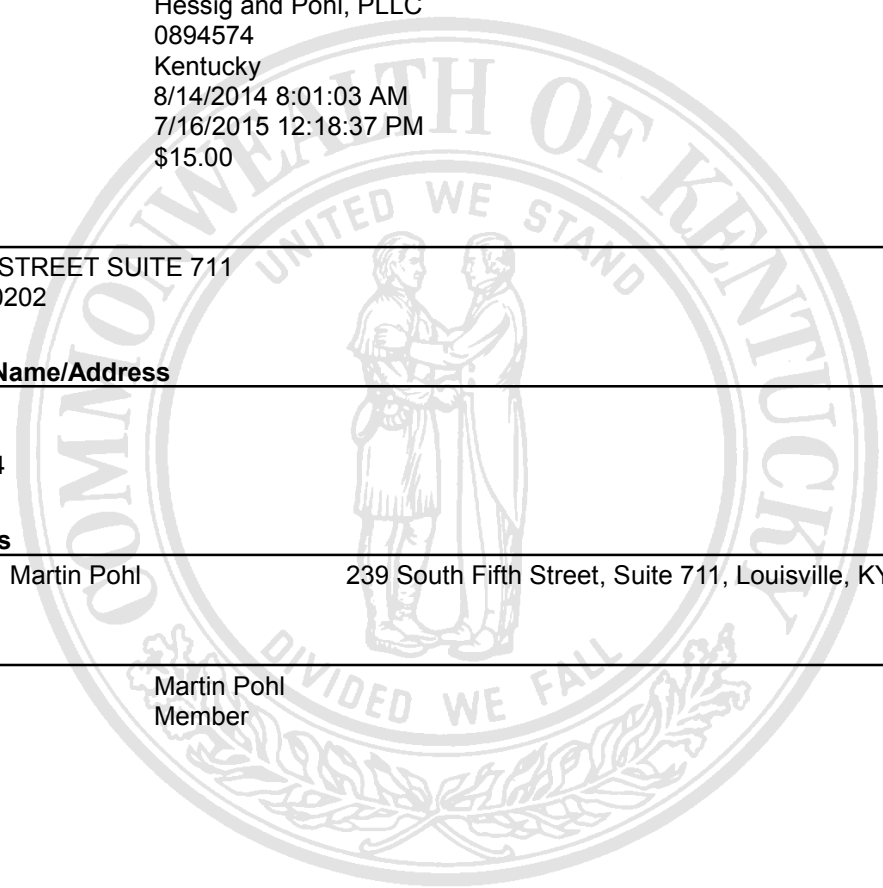 Hessig and Pohl, PLLC
0894574
Kentucky
8/14/2014 8:01:03 AM
7/16/2015 12:18:37 PM
$15.00
STREET SUITE 711
0202
Name/Address
4
s
Martin Pohl 239 South Fifth Street, Suite 711, Louisville, KY
Martin Pohl
Member
COMMONWEALTH OF KENTUCKY
UNITED WE STAND
DIVIDED WE FALL